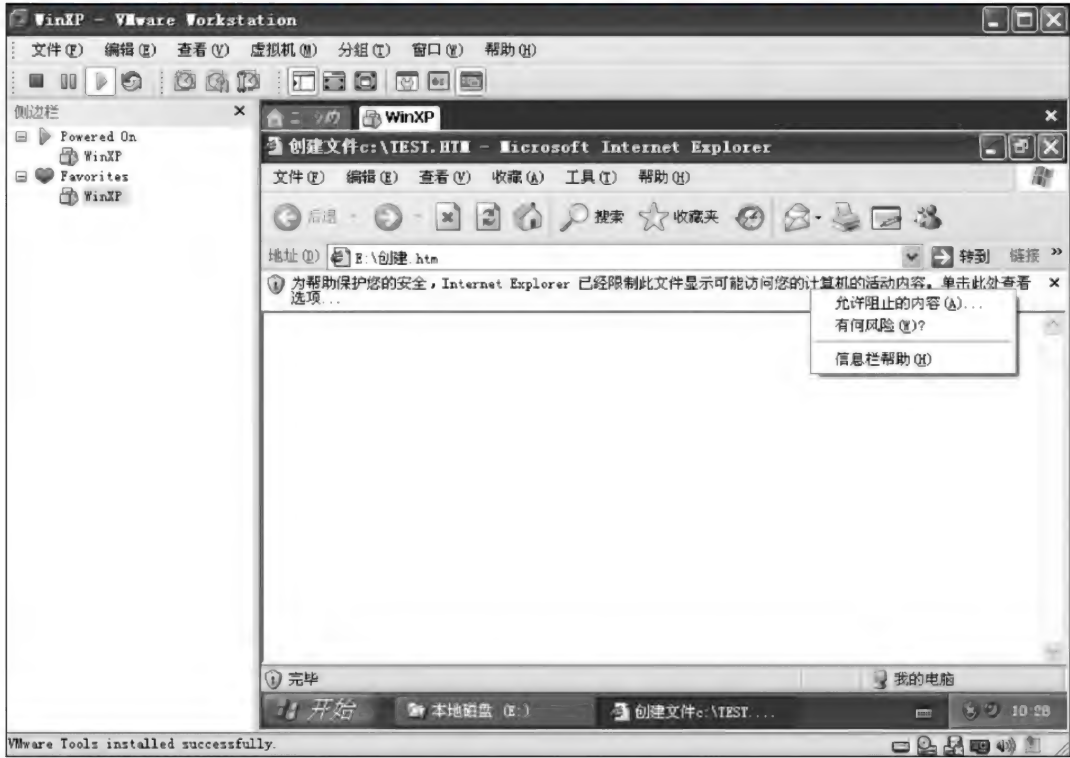 WinXP - VMware Workstation
文件(F) 编辑(E) 查看(V) 虚拟机(M) 分组(T) 窗口(W) 帮助(H)
侧边栏 ×
Powered On
WinXP
Favorites
WinXP
WinXP ×
创建文件c:\TEST.HTM - Microsoft Internet Explorer
文件(F) 编辑(E) 查看(V) 收藏(A) 工具(T) 帮助(H)
后退 搜索 收藏夹
地址(D) E:\创建.htm 转到 链接 »
为帮助保护您的安全，Internet Explorer 已经限制此文件显示可能访问您的计算机的活动内容。单击此处查看 ×
选项...
允许阻止的内容(A)...
有何风险(W)?
信息栏帮助(H)
完毕 我的电脑
开始 本地磁盘 (E:) 创建文件c:\TEST.... 10:28
VMware Tools installed successfully.